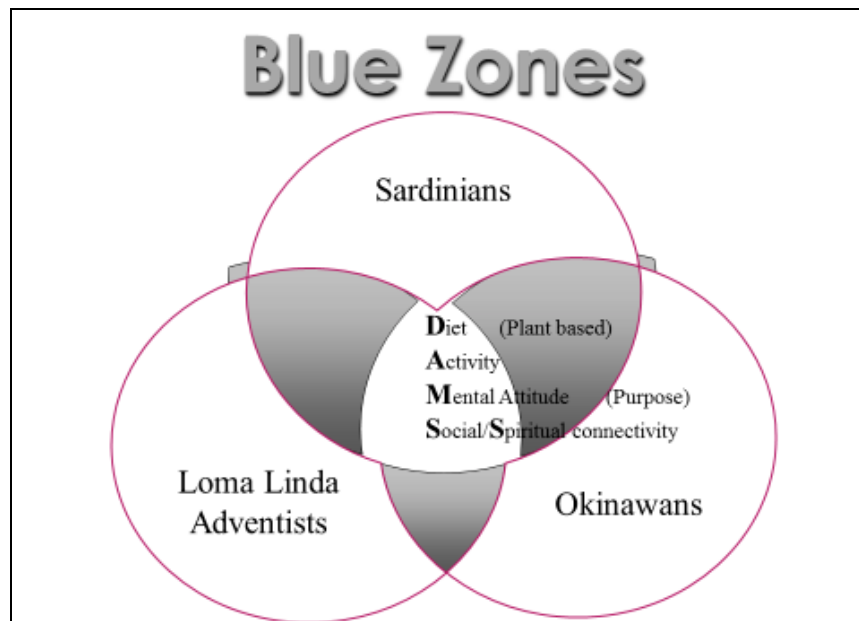 Blue Zones
Sardinians
Diet (Plant based)
Activity
Mental Attitude (Purpose)
Social/Spiritual connectivity
Loma Linda
Adventists
Okinawans